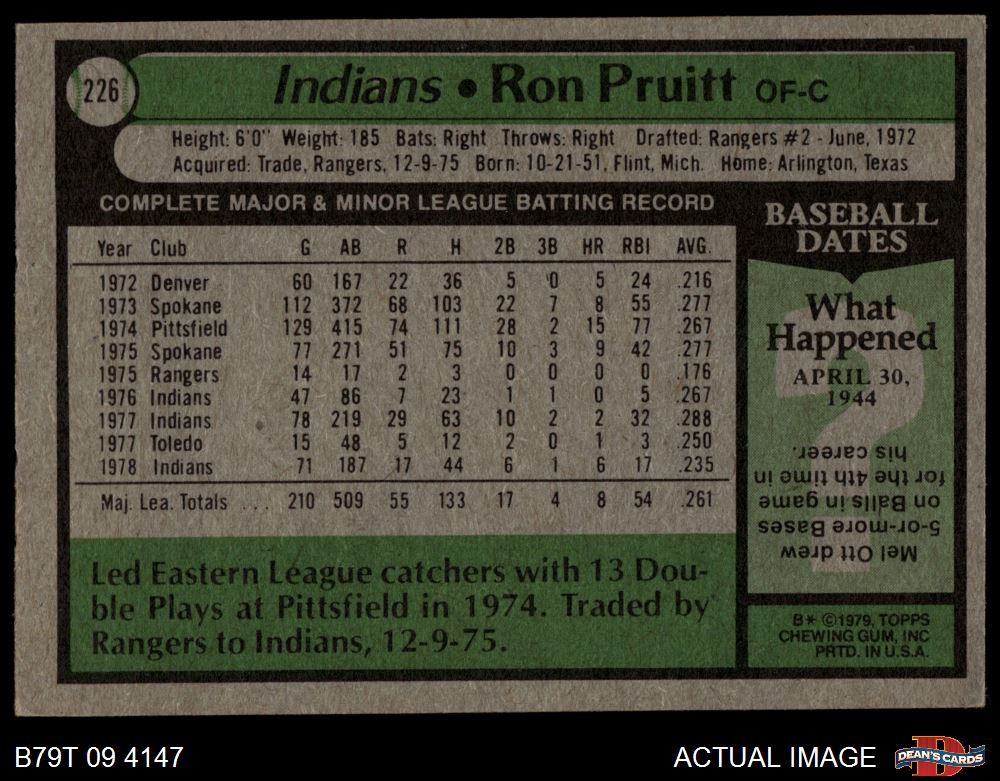 226
Indians • Ron Pruitt OF-C
Height: 6'0" Weight: 185 Bats: Right Throws: Right Drafted: Rangers #2 - June, 1972
Acquired: Trade, Rangers, 12-9-75 Born: 10-21-51, Flint, Mich. Home: Arlington, Texas
COMPLETE MAJOR & MINOR LEAGUE BATTING RECORD
Year Club G AB R H 2B 3B HR RBI AVG.
1972 Denver 60 167 22 36 5 0 5 24 .216
1973 Spokane 112 372 68 103 22 7 8 55 .277
1974 Pittsfield 129 415 74 111 28 2 15 77 .267
1975 Spokane 77 271 51 75 10 3 9 42 .277
1975 Rangers 14 17 2 3 0 0 0 0 .176
1976 Indians 47 86 7 23 1 1 0 5 .267
1977 Indians 78 219 29 63 10 2 2 32 .288
1977 Toledo 15 48 5 12 2 0 1 3 .250
1978 Indians 71 187 17 44 6 1 6 17 .235
Maj. Lea. Totals ... 210 509 55 133 17 4 8 54 .261
Led Eastern League catchers with 13 Dou-
ble Plays at Pittsfield in 1974. Traded by
Rangers to Indians, 12-9-75.
BASEBALL
DATES
What
Happened
APRIL 30,
1944
Mel Ott drew
5-or-more Bases
on Balls in game
for the 4th time in
his career.
B* ©1979, TOPPS
CHEWING GUM, INC
PRTD. IN U.S.A.
B79T 09 4147
ACTUAL IMAGE
DEAN'S CARDS